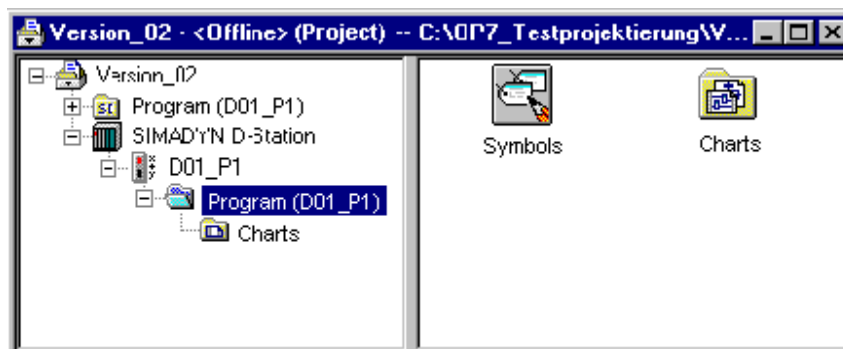 Version_02 - <Offline> (Project) -- C:\OP7_Testprojektierung\V...
Version_02
Program (D01_P1)
SIMADYN D-Station
D01_P1
Program (D01_P1)
Charts
Symbols
Charts